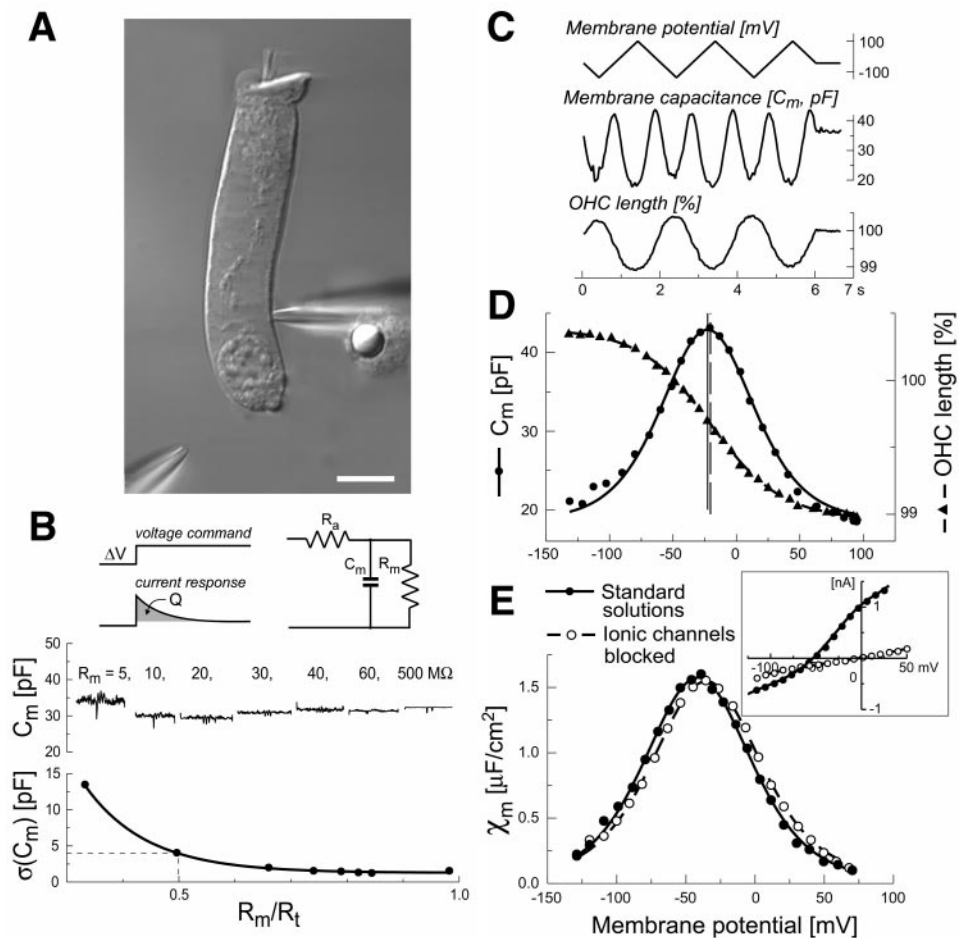 A
B
ΔV
voltage command
current response
Q
Ra
Cm
Rm
Cm [pF]
50
45
40
35
30
25
Rm = 5, 10, 20, 30, 40, 60, 500 MΩ
σ(Cm) [pF]
15
10
5
0
0.5
1.0
Rm/Rt
C
Membrane potential [mV]
100
-100
Membrane capacitance [Cm, pF]
40
30
20
OHC length [%]
100
99
0 2 4 6 7 s
D
Cm [pF]
40
30
20
OHC length [%]
100
99
-150 -100 -50 0 50 100
E
Standard solutions
Ionic channels blocked
[nA]
1
-100 0 50 mV
-1
χm [µF/cm2]
1.5
1.0
0.5
0.0
-150 -100 -50 0 50 100
Membrane potential [mV]